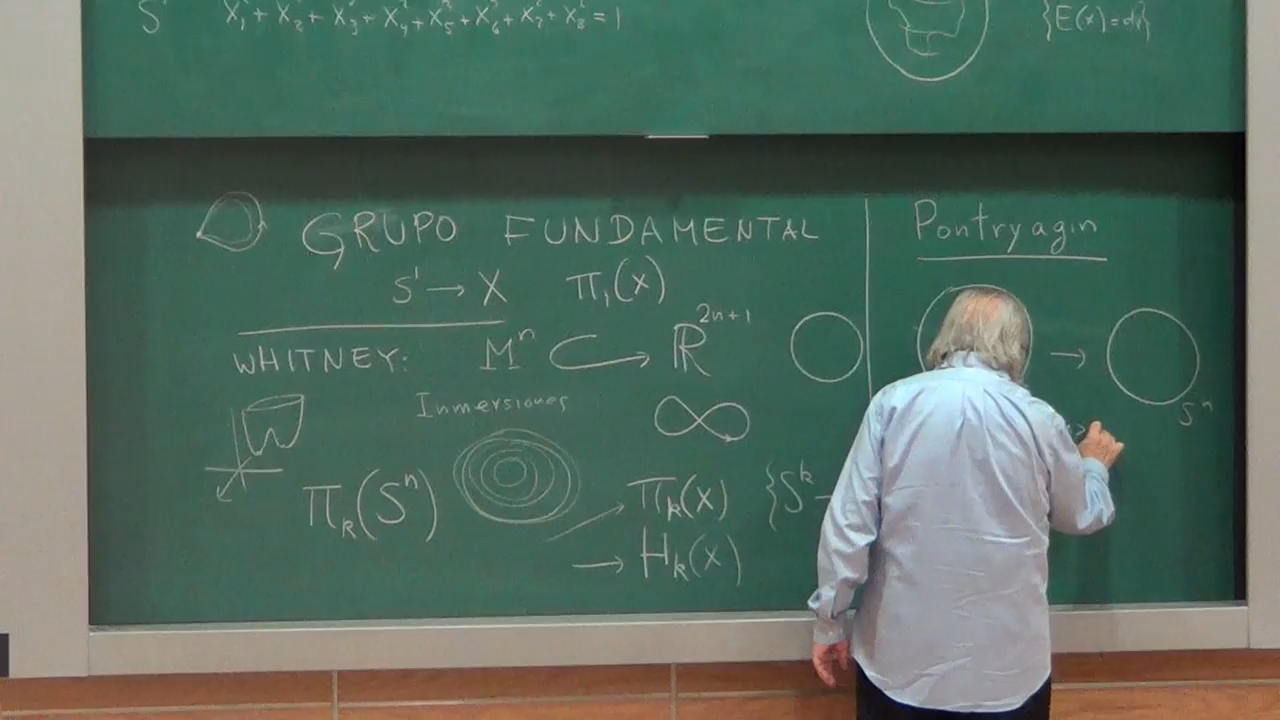 S X₁² + X₂² + X₃² + X₄² + X₅² + X₆² + X₇² + X₈² = 1
{E(x)=dx}
GRUPO FUNDAMENTAL
S¹ → X π₁(X)
WHITNEY: Mⁿ ↪ ℝ²ⁿ⁺¹
Inmersiones
πₖ(Sⁿ)
πₖ(X) {Sᵏ
→ Hₖ(X)
Pontryagin
→
Sⁿ